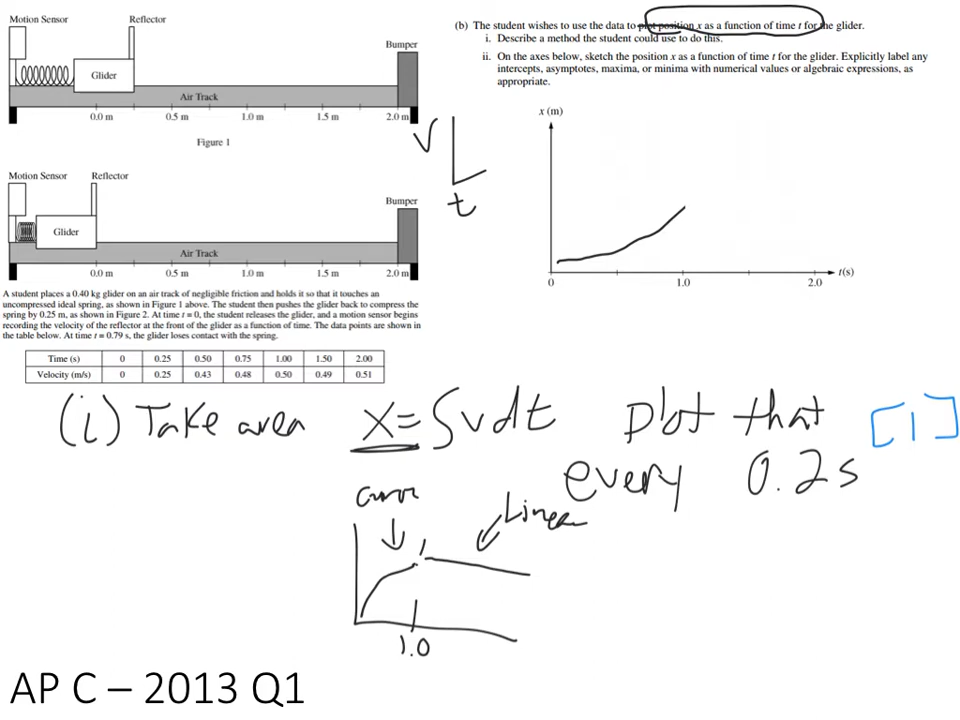 Motion Sensor Reflector
Bumper
Glider
Air Track
0.0 m 0.5 m 1.0 m 1.5 m 2.0 m
Figure 1
Motion Sensor Reflector
Bumper
Glider
Air Track
0.0 m 0.5 m 1.0 m 1.5 m 2.0 m
A student places a 0.40 kg glider on an air track of negligible friction and holds it so that it touches an
uncompressed ideal spring, as shown in Figure 1 above. The student then pushes the glider back to compress the
spring by 0.25 m, as shown in Figure 2. At time t = 0, the student releases the glider, and a motion sensor begins
recording the velocity of the reflector at the front of the glider as a function of time. The data points are shown in
the table below. At time t = 0.79 s, the glider loses contact with the spring.
Time (s) 0 0.25 0.50 0.75 1.00 1.50 2.00
Velocity (m/s) 0 0.25 0.43 0.48 0.50 0.49 0.51
(b) The student wishes to use the data to plot position x as a function of time t for the glider.
i. Describe a method the student could use to do this.
ii. On the axes below, sketch the position x as a function of time t for the glider. Explicitly label any
intercepts, asymptotes, maxima, or minima with numerical values or algebraic expressions, as
appropriate.
x (m)
v
t
0 1.0 2.0 t(s)
(i) Take area x = ∫vdt plot that [1]
every 0.2s
Linear
1.0
AP C – 2013 Q1